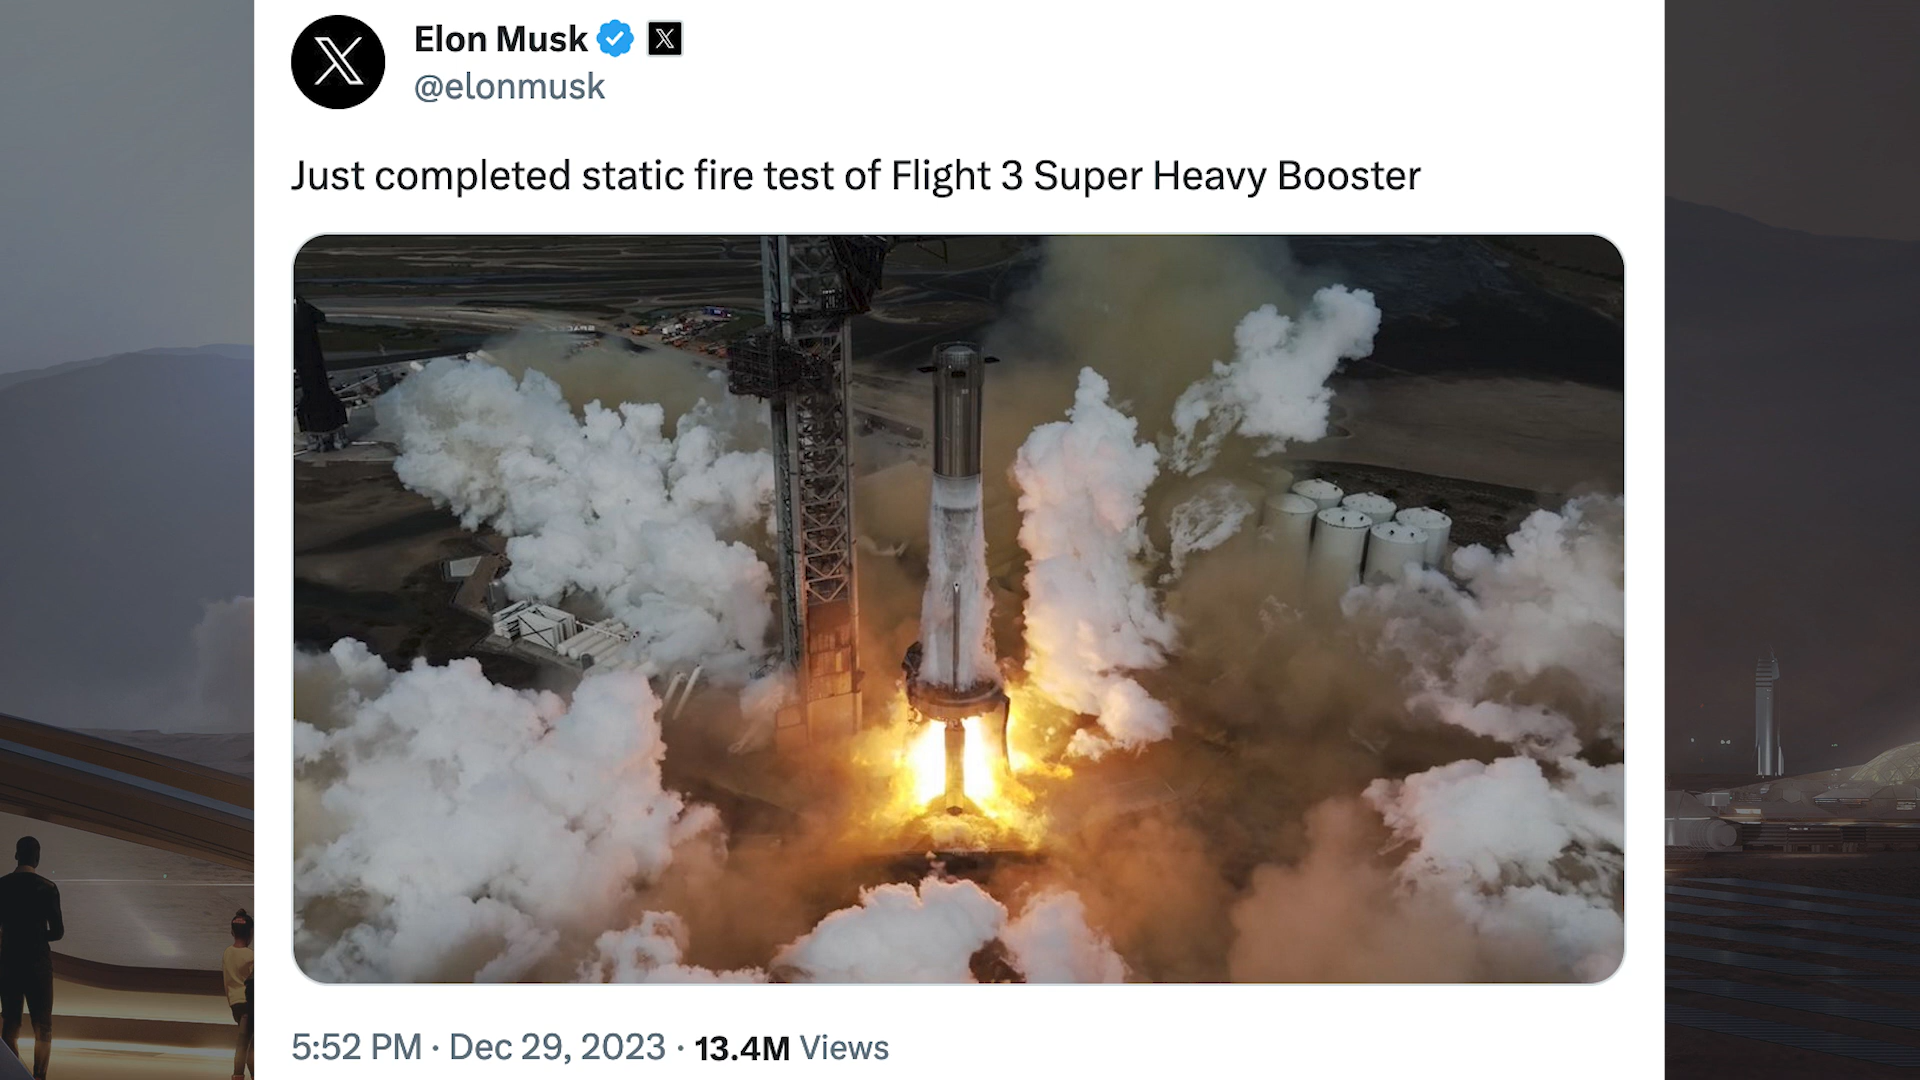 Elon Musk
@elonmusk
Just completed static fire test of Flight 3 Super Heavy Booster
5:52 PM · Dec 29, 2023 · 13.4M Views